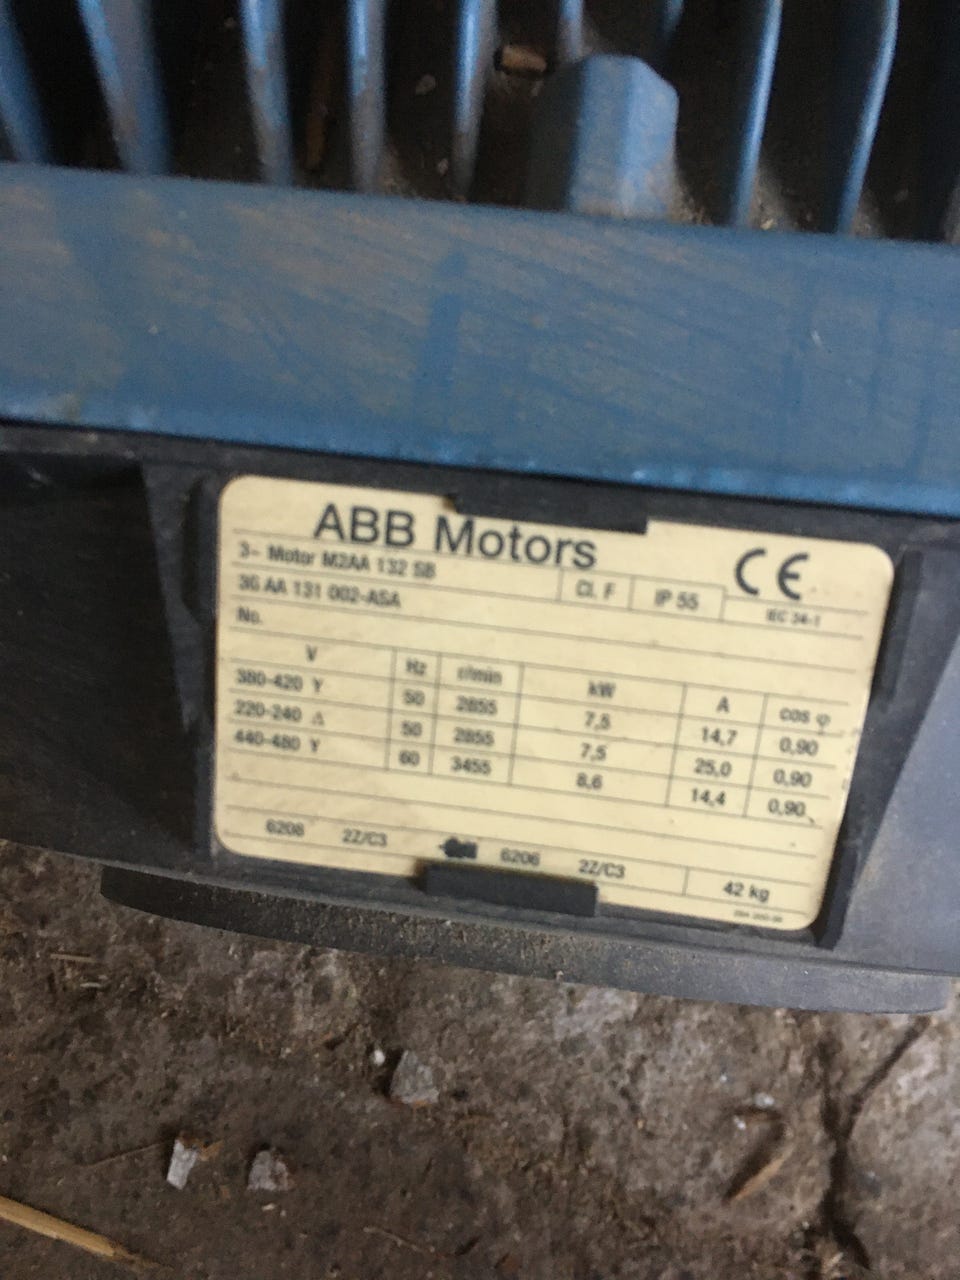 ABB Motors
CE
3~ Motor M2AA 132 SB
Cl. F
IP 55
IEC 34-1
3G AA 131 002-ASA
No.
V Hz r/min kW A cos φ
380-420 Y 50 2855 7,5 14,7 0,90
220-240 Δ 50 2855 7,5 25,0 0,90
440-480 Y 60 3455 8,6 14,4 0,90
6208 2Z/C3 6206 2Z/C3 42 kg